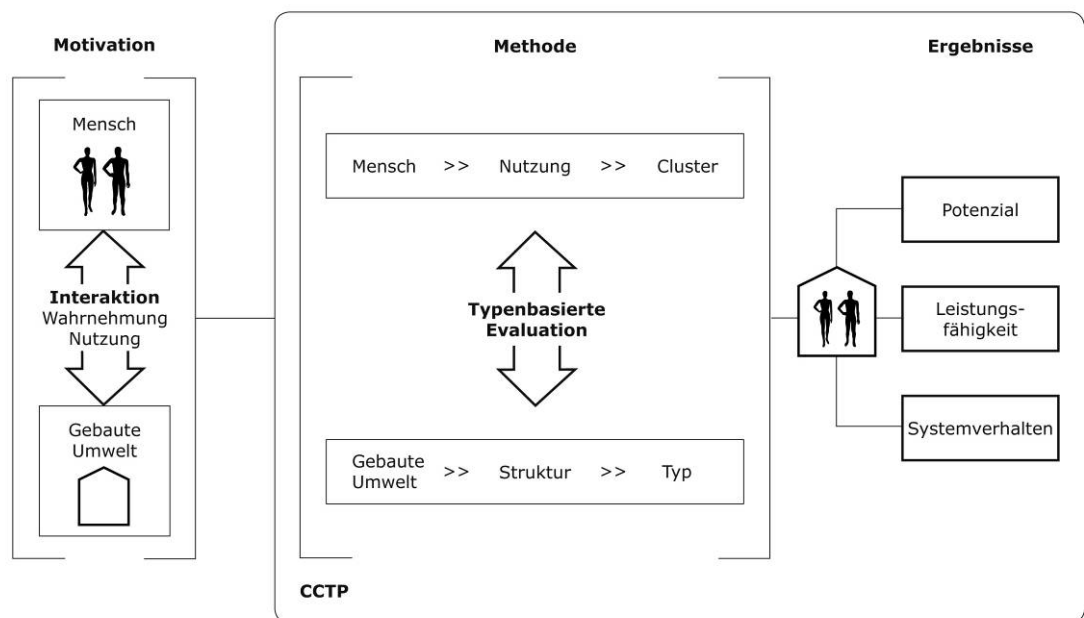 Motivation
Mensch
Interaktion
Wahrnehmung
Nutzung
Gebaute
Umwelt
Methode
Mensch >> Nutzung >> Cluster
Typenbasierte
Evaluation
Gebaute
Umwelt >> Struktur >> Typ
CCTP
Ergebnisse
Potenzial
Leistungs-
fähigkeit
Systemverhalten